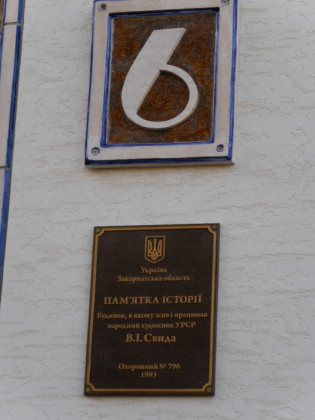 6
Україна
Закарпатська область
ПАМ'ЯТКА ІСТОРІЇ
Будинок, в якому жив і працював
народний художник УРСР
В.І.Свида
Охоронний № 796
1993